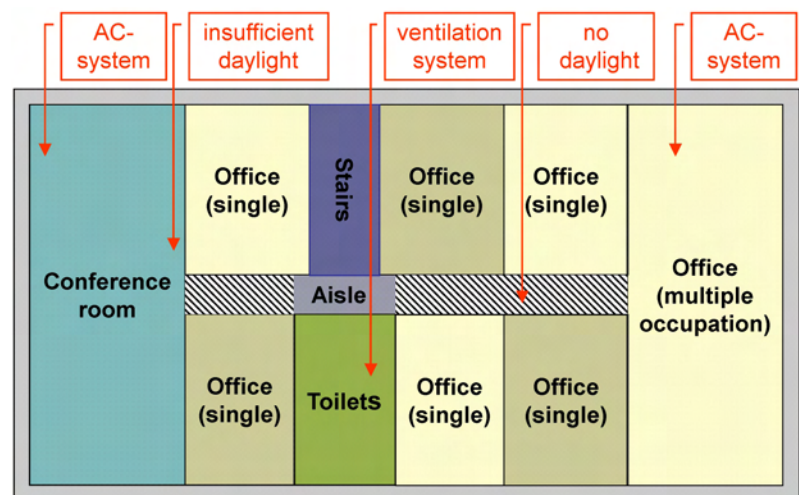 AC-
system
insufficient
daylight
ventilation
system
no
daylight
AC-
system
Office
(single)
Stairs
Office
(single)
Office
(single)
Conference
room
Aisle
Office
(multiple
occupation)
Office
(single)
Toilets
Office
(single)
Office
(single)